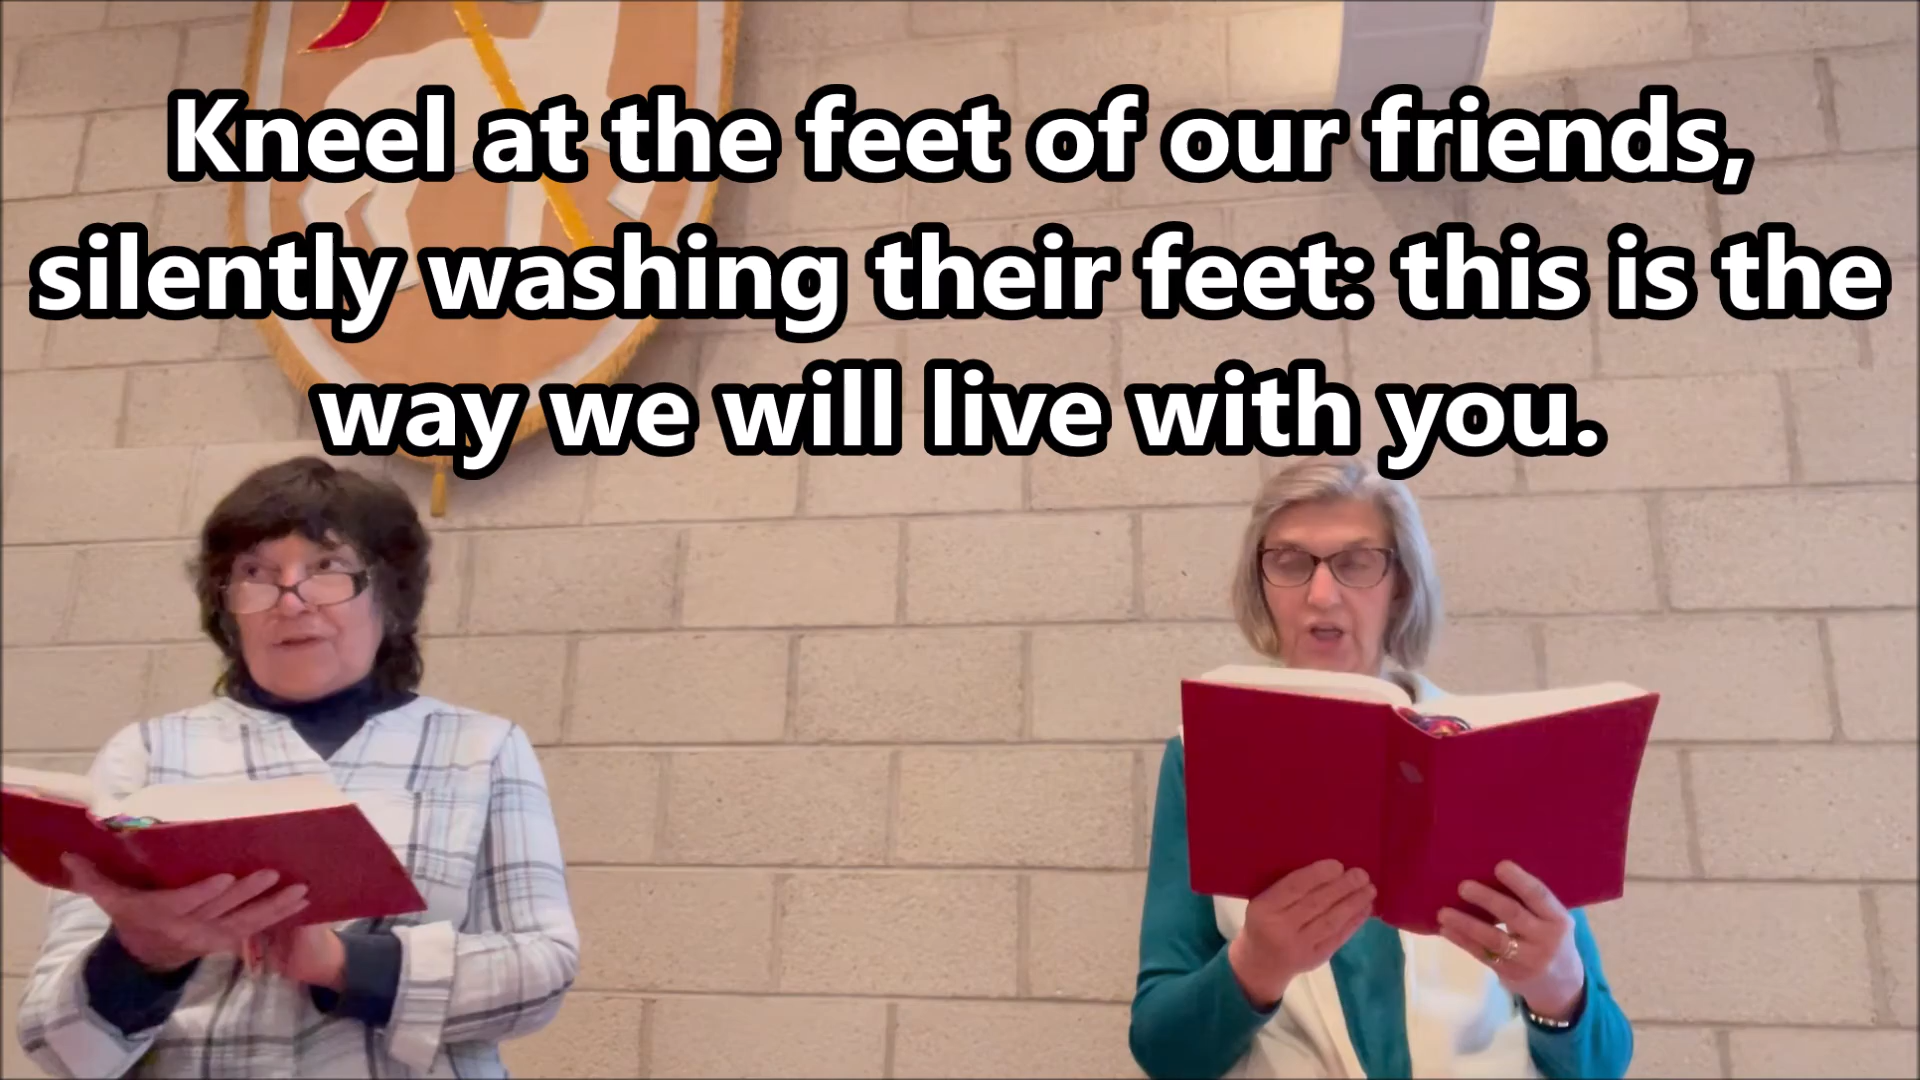 Kneel at the feet of our friends,
silently washing their feet: this is the
way we will live with you.